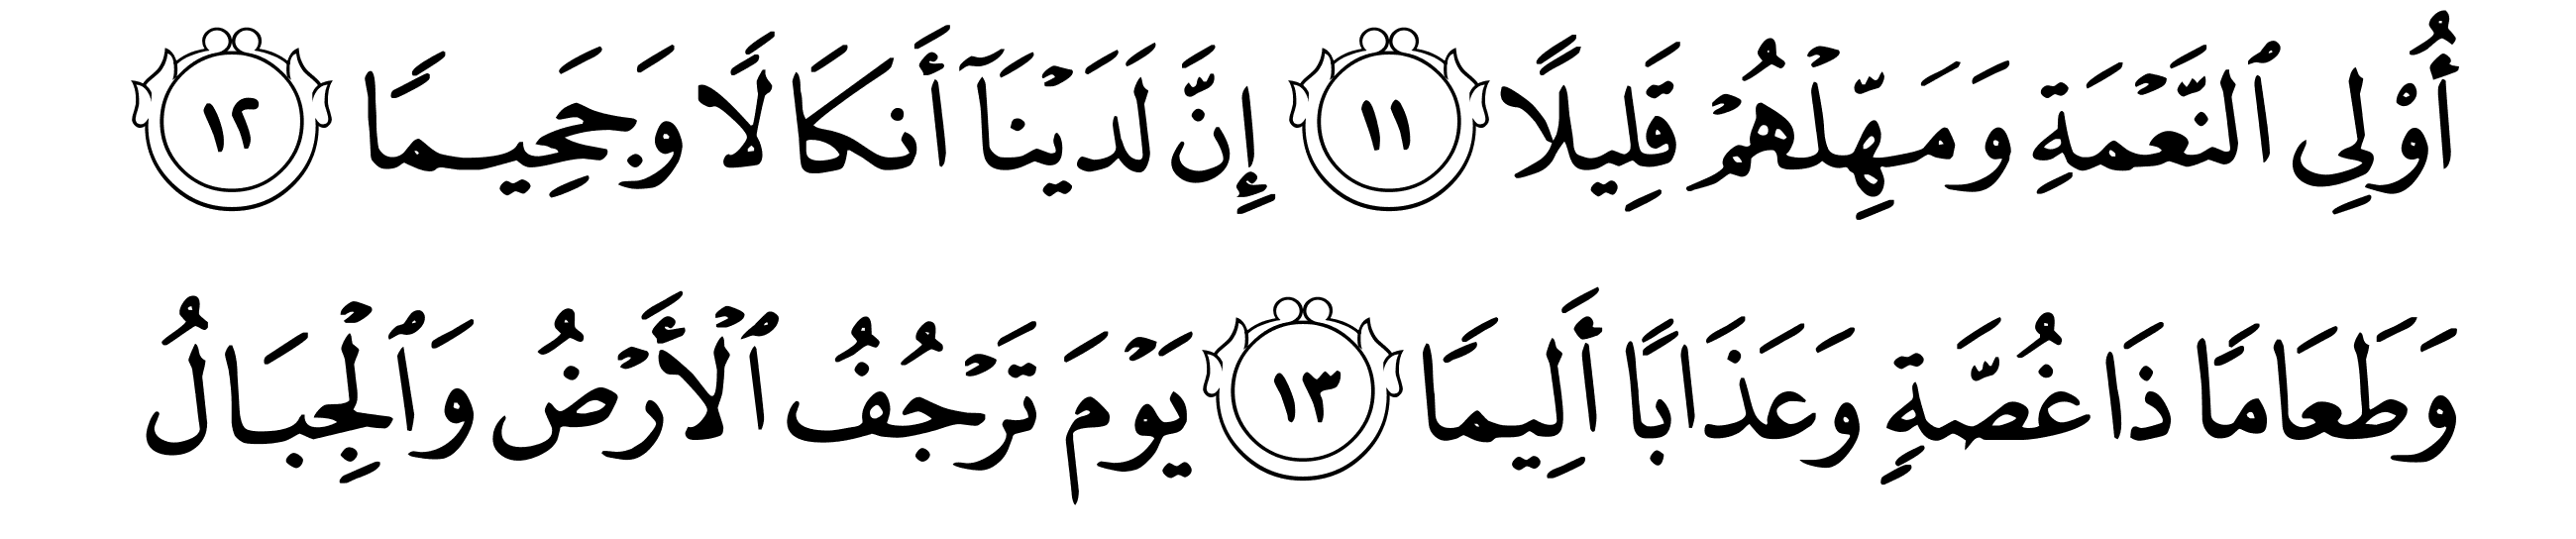 أُوْلِى ٱلنَّعْمَةِ وَمَهِّلْهُمْ قَلِيلًا ١١ إِنَّ لَدَيْنَآ أَنكَالًا وَجَحِيمًا ١٢
وَطَعَامًا ذَا غُصَّةٍ وَعَذَابًا أَلِيمًا ١٣ يَوْمَ تَرْجُفُ ٱلْأَرْضُ وَٱلْجِبَالُ